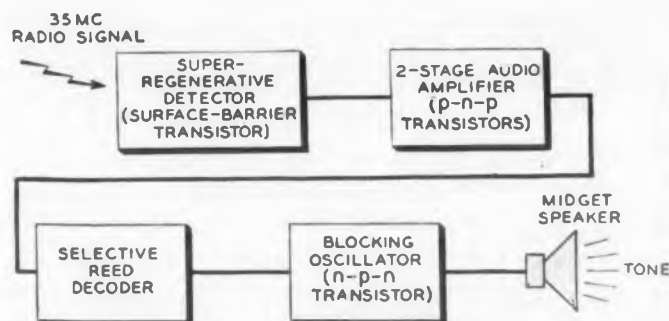 35MC
RADIO SIGNAL
SUPER-
REGENERATIVE
DETECTOR
(SURFACE-BARRIER
TRANSISTOR)
2-STAGE AUDIO
AMPLIFIER
(p-n-p
TRANSISTORS)
SELECTIVE
REED
DECODER
BLOCKING
OSCILLATOR
(n-p-n
TRANSISTOR)
MIDGET
SPEAKER
TONE